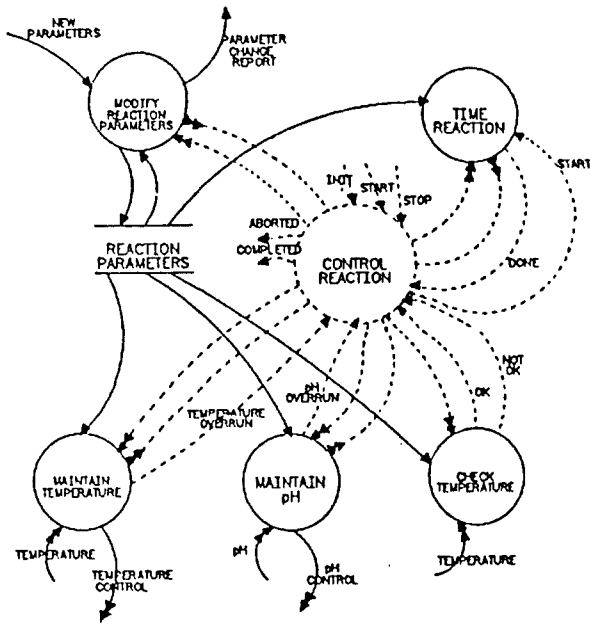 NEW
PARAMETERS
PARAMETER
CHANGE
REPORT
MODIFY
REACTION
PARAMETERS
TIME
REACTION
INIT
START
STOP
START
ABORTED
COMPLETED
REACTION
PARAMETERS
CONTROL
REACTION
DONE
NOT
OK
OK
pH
OVERRUN
TEMPERATURE
OVERRUN
MAINTAIN
TEMPERATURE
MAINTAIN
pH
CHECK
TEMPERATURE
TEMPERATURE
TEMPERATURE
CONTROL
pH
pH
CONTROL
TEMPERATURE